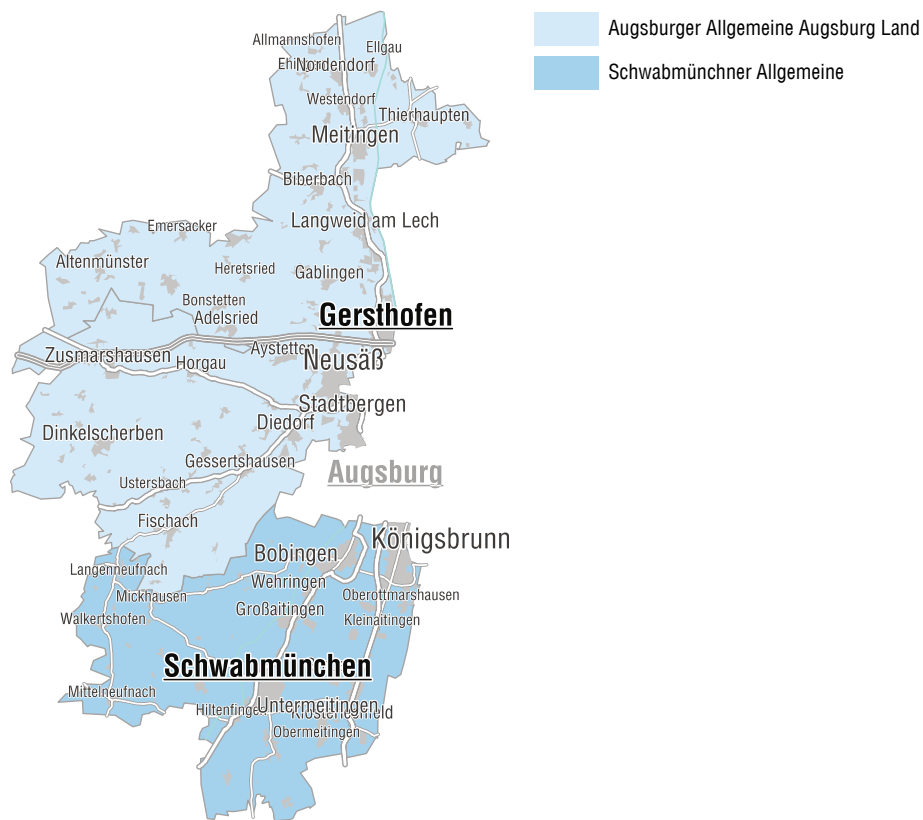 Augsburger Allgemeine Augsburg Land
Schwabmünchner Allgemeine
Allmannshofen
Ellgau
Nordendorf
Westendorf
Thierhaupten
Meitingen
Biberbach
Langweid am Lech
Emersacker
Altenmünster
Heretsried
Gablingen
Bonstetten
Adelsried
Gersthofen
Zusmarshausen
Aystetten
Horgau
Neusäß
Stadtbergen
Diedorf
Dinkelscherben
Gessertshausen
Augsburg
Ustersbach
Fischach
Königsbrunn
Bobingen
Langenneufnach
Wehringen
Mickhausen
Oberottmarshausen
Großaitingen
Walkertshofen
Kleinaitingen
Schwabmünchen
Mittelneufnach
Hiltenfingen
Untermeitingen
Obermeitingen